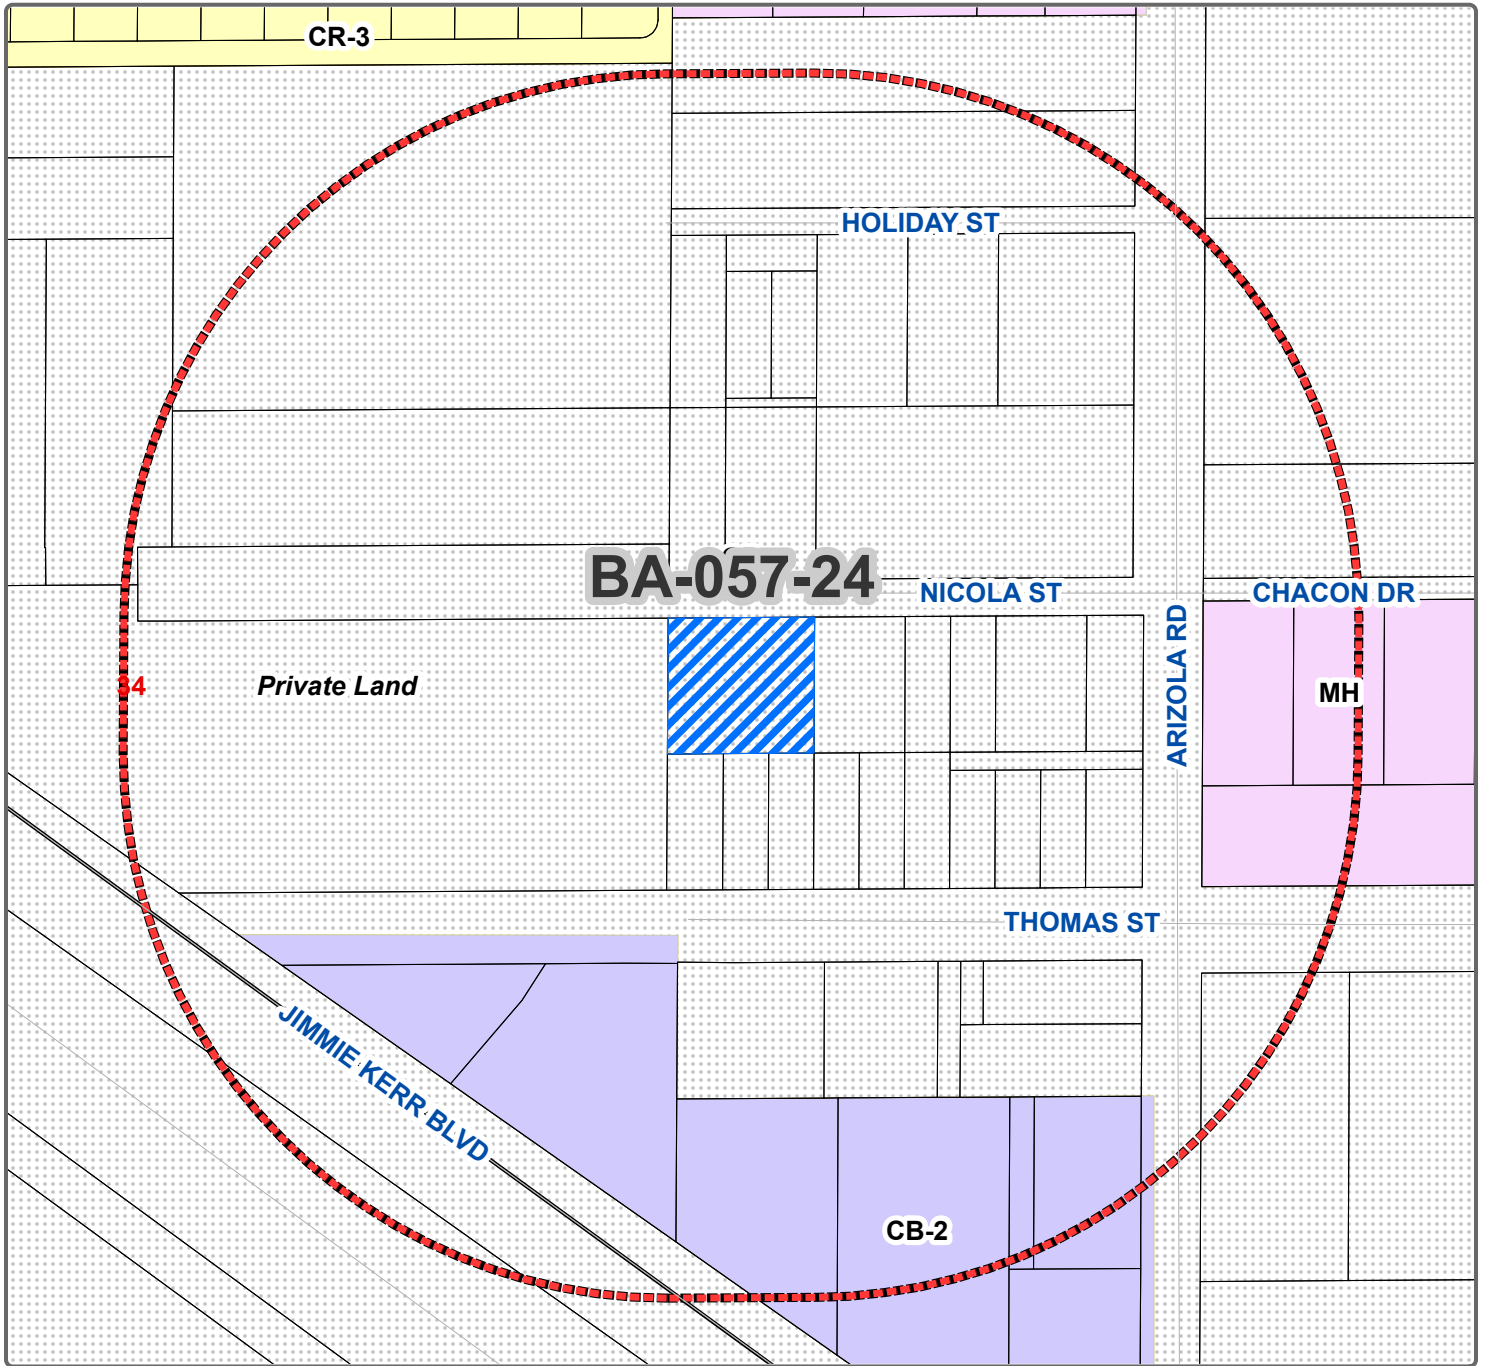 CR-3
HOLIDAY ST
BA-057-24
NICOLA ST
CHACON DR
ARIZOLA RD
34
Private Land
MH
THOMAS ST
JIMMIE KERR BLVD
CB-2